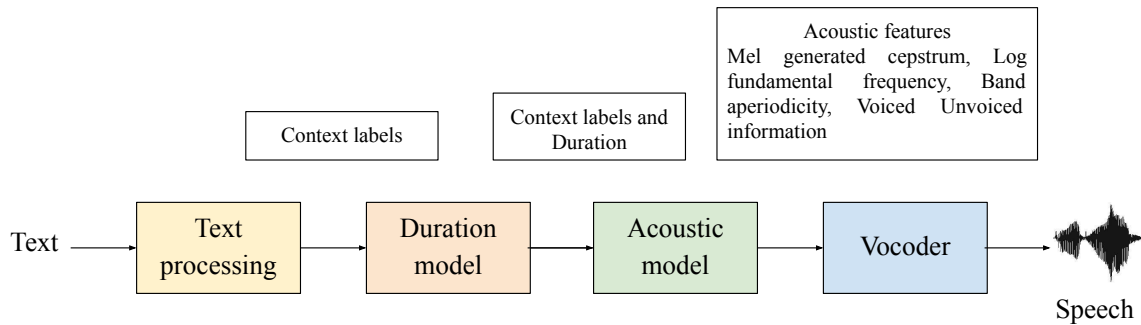 Acoustic features
Mel generated cepstrum, Log
fundamental frequency, Band
aperiodicity, Voiced Unvoiced
information
Context labels
Context labels and
Duration
Text
Text
processing
Duration
model
Acoustic
model
Vocoder
Speech